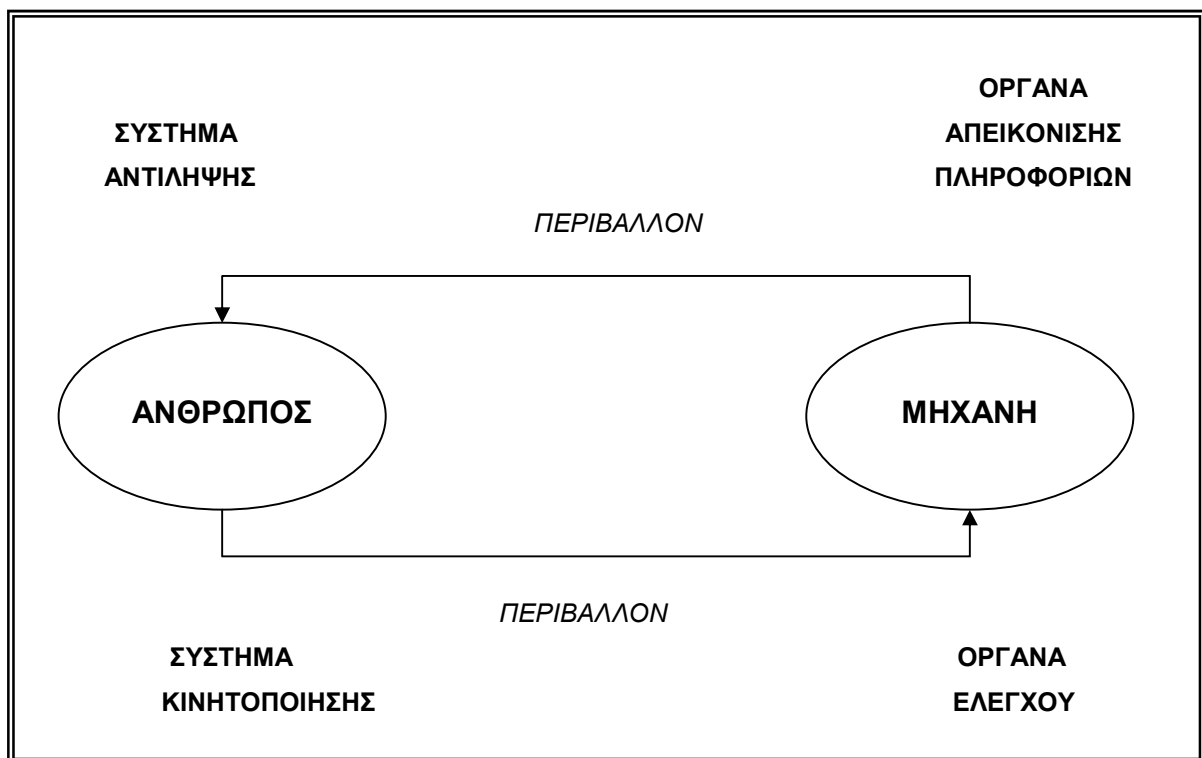 ΟΡΓΑΝΑ
ΣΥΣΤΗΜΑ ΑΠΕΙΚΟΝΙΣΗΣ
ΑΝΤΙΛΗΨΗΣ ΠΛΗΡΟΦΟΡΙΩΝ
ΠΕΡΙΒΑΛΛΟΝ
ΑΝΘΡΩΠΟΣ ΜΗΧΑΝΗ
ΠΕΡΙΒΑΛΛΟΝ
ΣΥΣΤΗΜΑ ΟΡΓΑΝΑ
ΚΙΝΗΤΟΠΟΙΗΣΗΣ ΕΛΕΓΧΟΥ